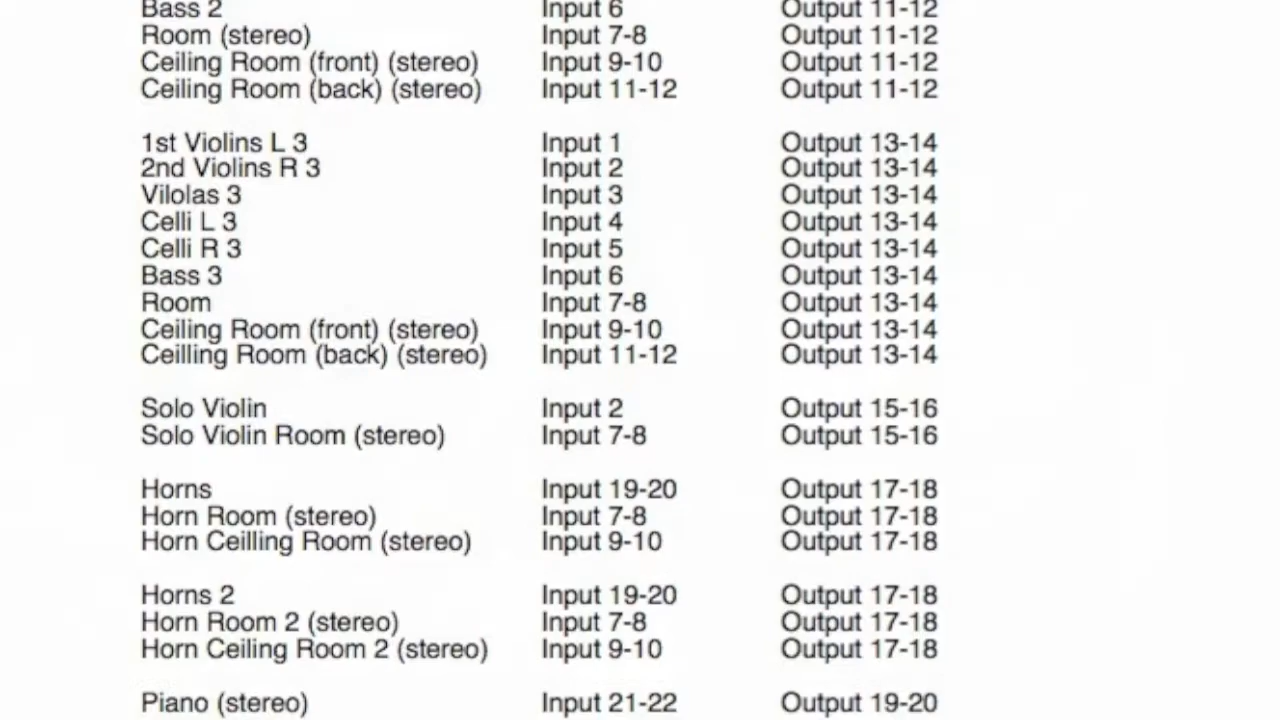 Bass 2 Input 6 Output 11-12
Room (stereo) Input 7-8 Output 11-12
Ceiling Room (front) (stereo) Input 9-10 Output 11-12
Ceiling Room (back) (stereo) Input 11-12 Output 11-12
1st Violins L 3 Input 1 Output 13-14
2nd Violins R 3 Input 2 Output 13-14
Vilolas 3 Input 3 Output 13-14
Celli L 3 Input 4 Output 13-14
Celli R 3 Input 5 Output 13-14
Bass 3 Input 6 Output 13-14
Room Input 7-8 Output 13-14
Ceiling Room (front) (stereo) Input 9-10 Output 13-14
Ceilling Room (back) (stereo) Input 11-12 Output 13-14
Solo Violin Input 2 Output 15-16
Solo Violin Room (stereo) Input 7-8 Output 15-16
Horns Input 19-20 Output 17-18
Horn Room (stereo) Input 7-8 Output 17-18
Horn Ceilling Room (stereo) Input 9-10 Output 17-18
Horns 2 Input 19-20 Output 17-18
Horn Room 2 (stereo) Input 7-8 Output 17-18
Horn Ceiling Room 2 (stereo) Input 9-10 Output 17-18
Piano (stereo) Input 21-22 Output 19-20